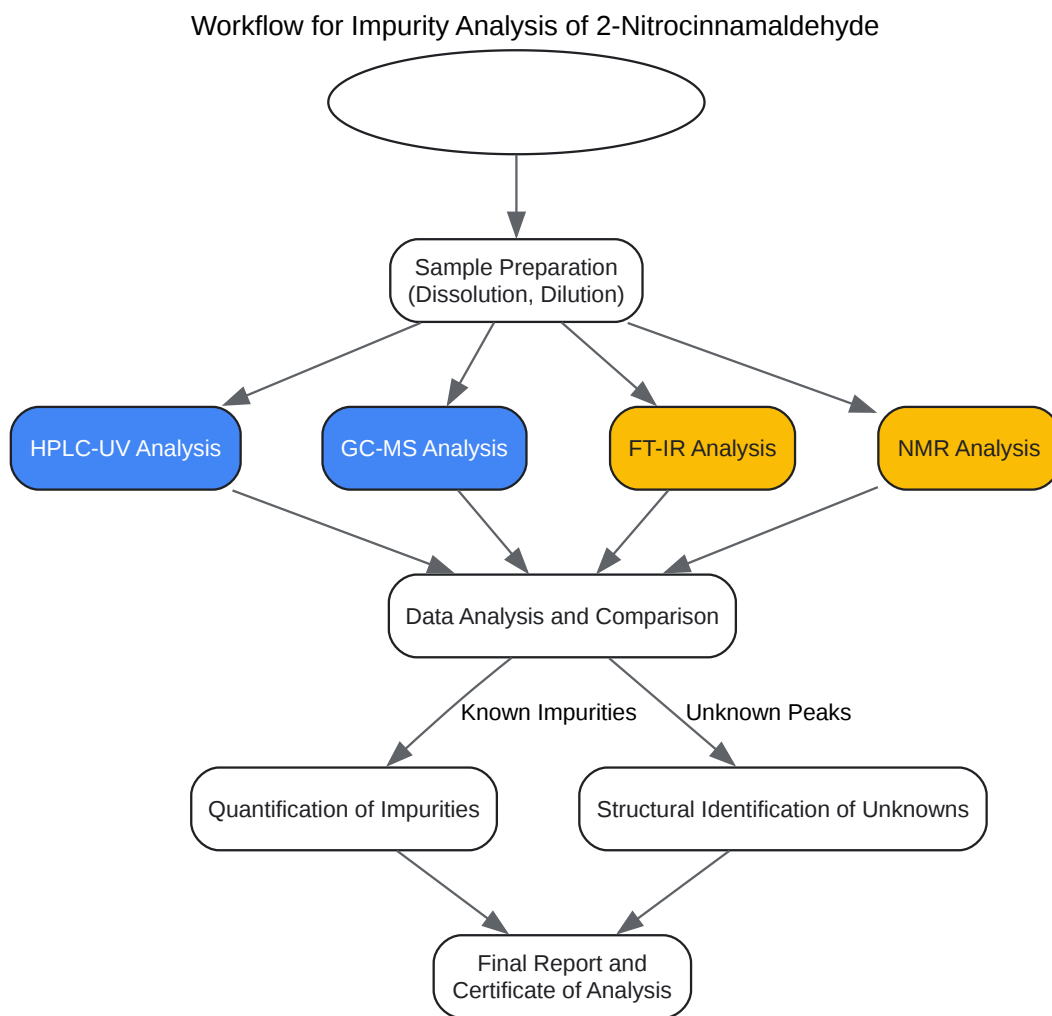 Workflow for Impurity Analysis of 2-Nitrocinnamaldehyde
Sample Preparation
(Dissolution, Dilution)
HPLC-UV Analysis
GC-MS Analysis
FT-IR Analysis
NMR Analysis
Data Analysis and Comparison
Known Impurities
Unknown Peaks
Quantification of Impurities
Structural Identification of Unknowns
Final Report and
Certificate of Analysis